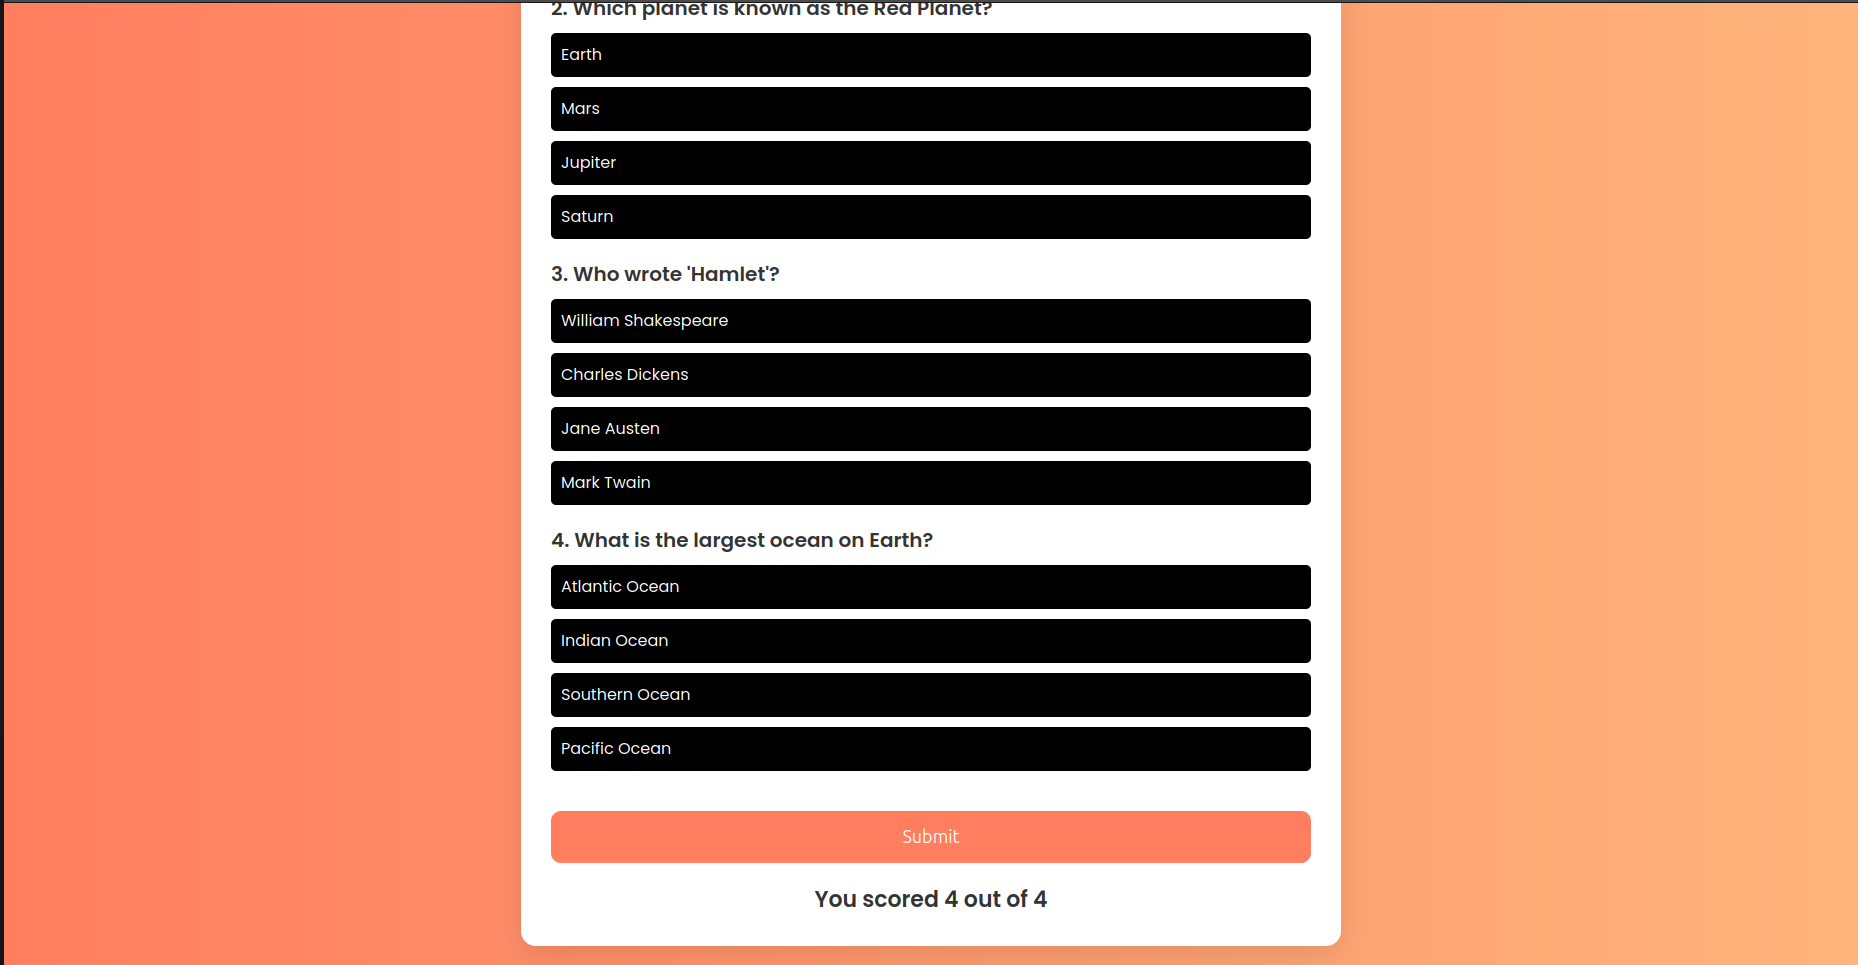 2. Which planet is known as the Red Planet?
Earth
Mars
Jupiter
Saturn
3. Who wrote 'Hamlet'?
William Shakespeare
Charles Dickens
Jane Austen
Mark Twain
4. What is the largest ocean on Earth?
Atlantic Ocean
Indian Ocean
Southern Ocean
Pacific Ocean
Submit
You scored 4 out of 4